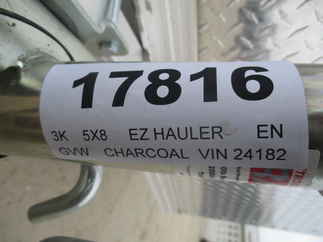 17816
3K 5X8 EZ HAULER EN
GVW CHARCOAL VIN 24182